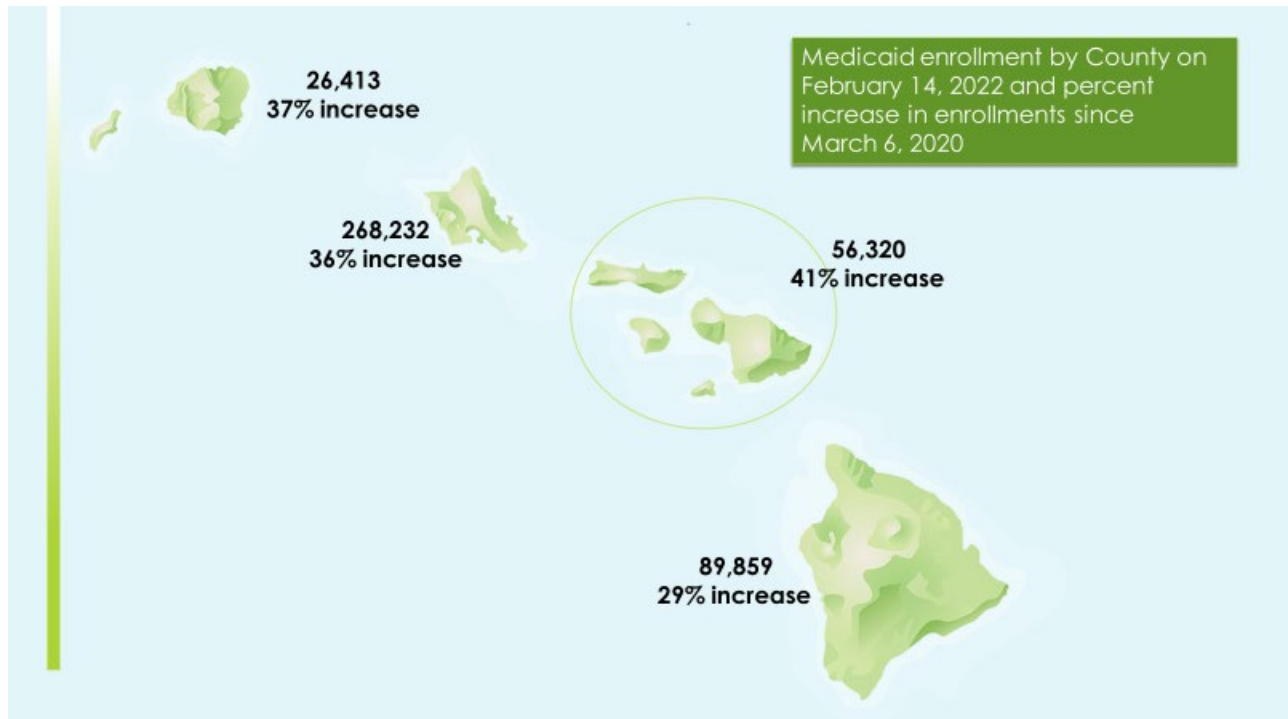 Medicaid enrollment by County on
February 14, 2022 and percent
increase in enrollments since
March 6, 2020
26,413
37% increase
268,232
36% increase
56,320
41% increase
89,859
29% increase